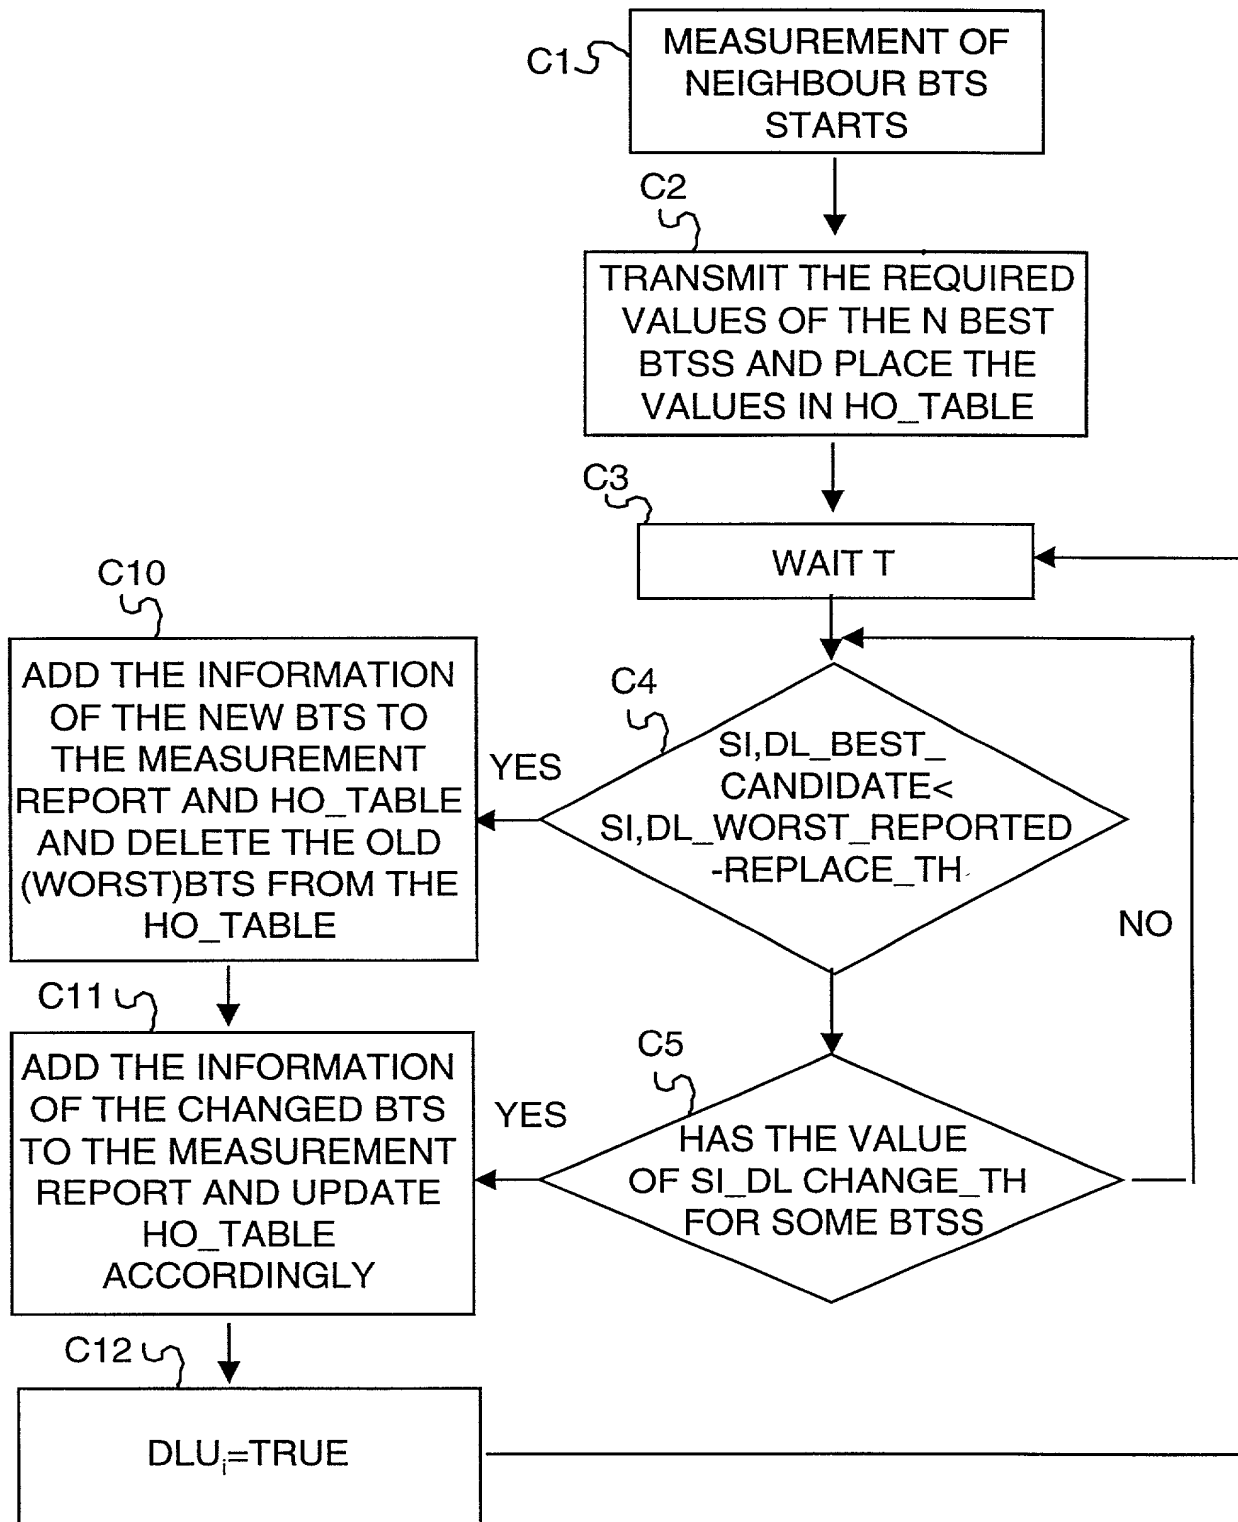 C1
MEASUREMENT OF
NEIGHBOUR BTS
STARTS
C2
TRANSMIT THE REQUIRED
VALUES OF THE N BEST
BTSS AND PLACE THE
VALUES IN HO_TABLE
C3
WAIT T
C10
ADD THE INFORMATION
OF THE NEW BTS TO
THE MEASUREMENT
REPORT AND HO_TABLE
AND DELETE THE OLD
(WORST)BTS FROM THE
HO_TABLE
YES
C4
SI,DL_BEST_
CANDIDATE<
SI,DL_WORST_REPORTED
-REPLACE_TH
NO
C11
ADD THE INFORMATION
OF THE CHANGED BTS
TO THE MEASUREMENT
REPORT AND UPDATE
HO_TABLE
ACCORDINGLY
YES
C5
HAS THE VALUE
OF SI_DL CHANGE_TH
FOR SOME BTSS
C12
DLUi=TRUE